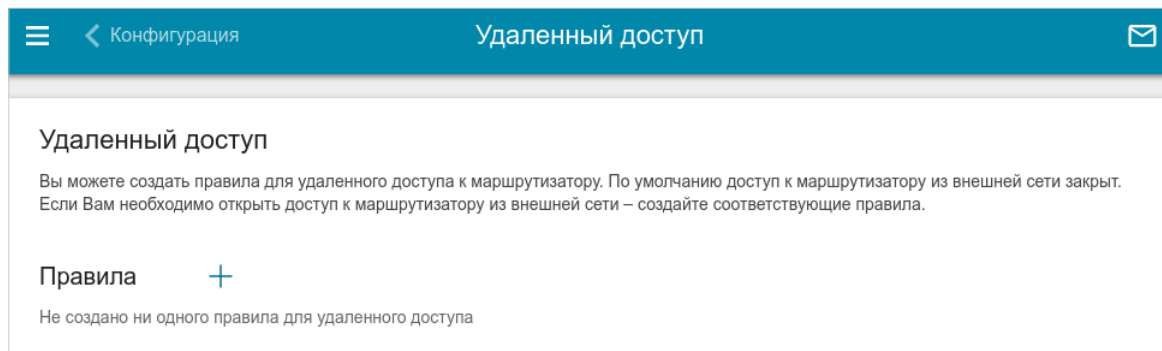 Конфигурация
Удаленный доступ
Удаленный доступ
Вы можете создать правила для удаленного доступа к маршрутизатору. По умолчанию доступ к маршрутизатору из внешней сети закрыт.
Если Вам необходимо открыть доступ к маршрутизатору из внешней сети – создайте соответствующие правила.
Правила
Не создано ни одного правила для удаленного доступа